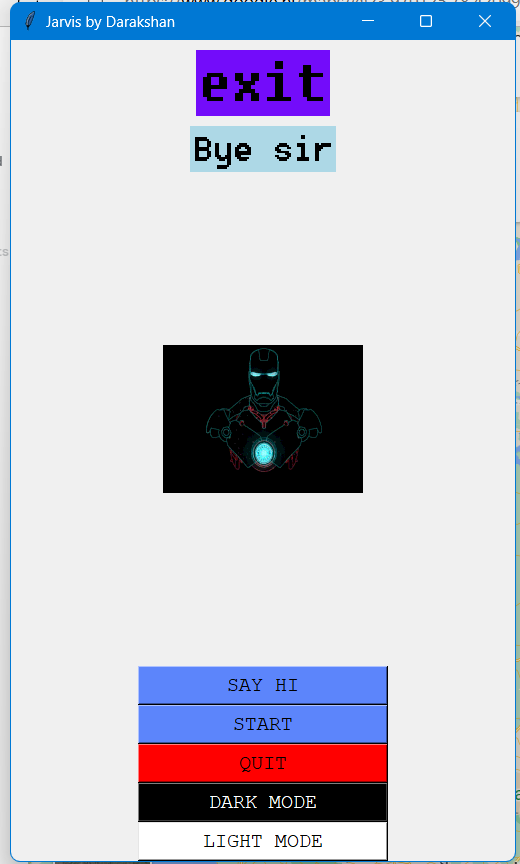 Jarvis by Darakshan
exit
Bye sir
SAY HI
START
QUIT
DARK MODE
LIGHT MODE